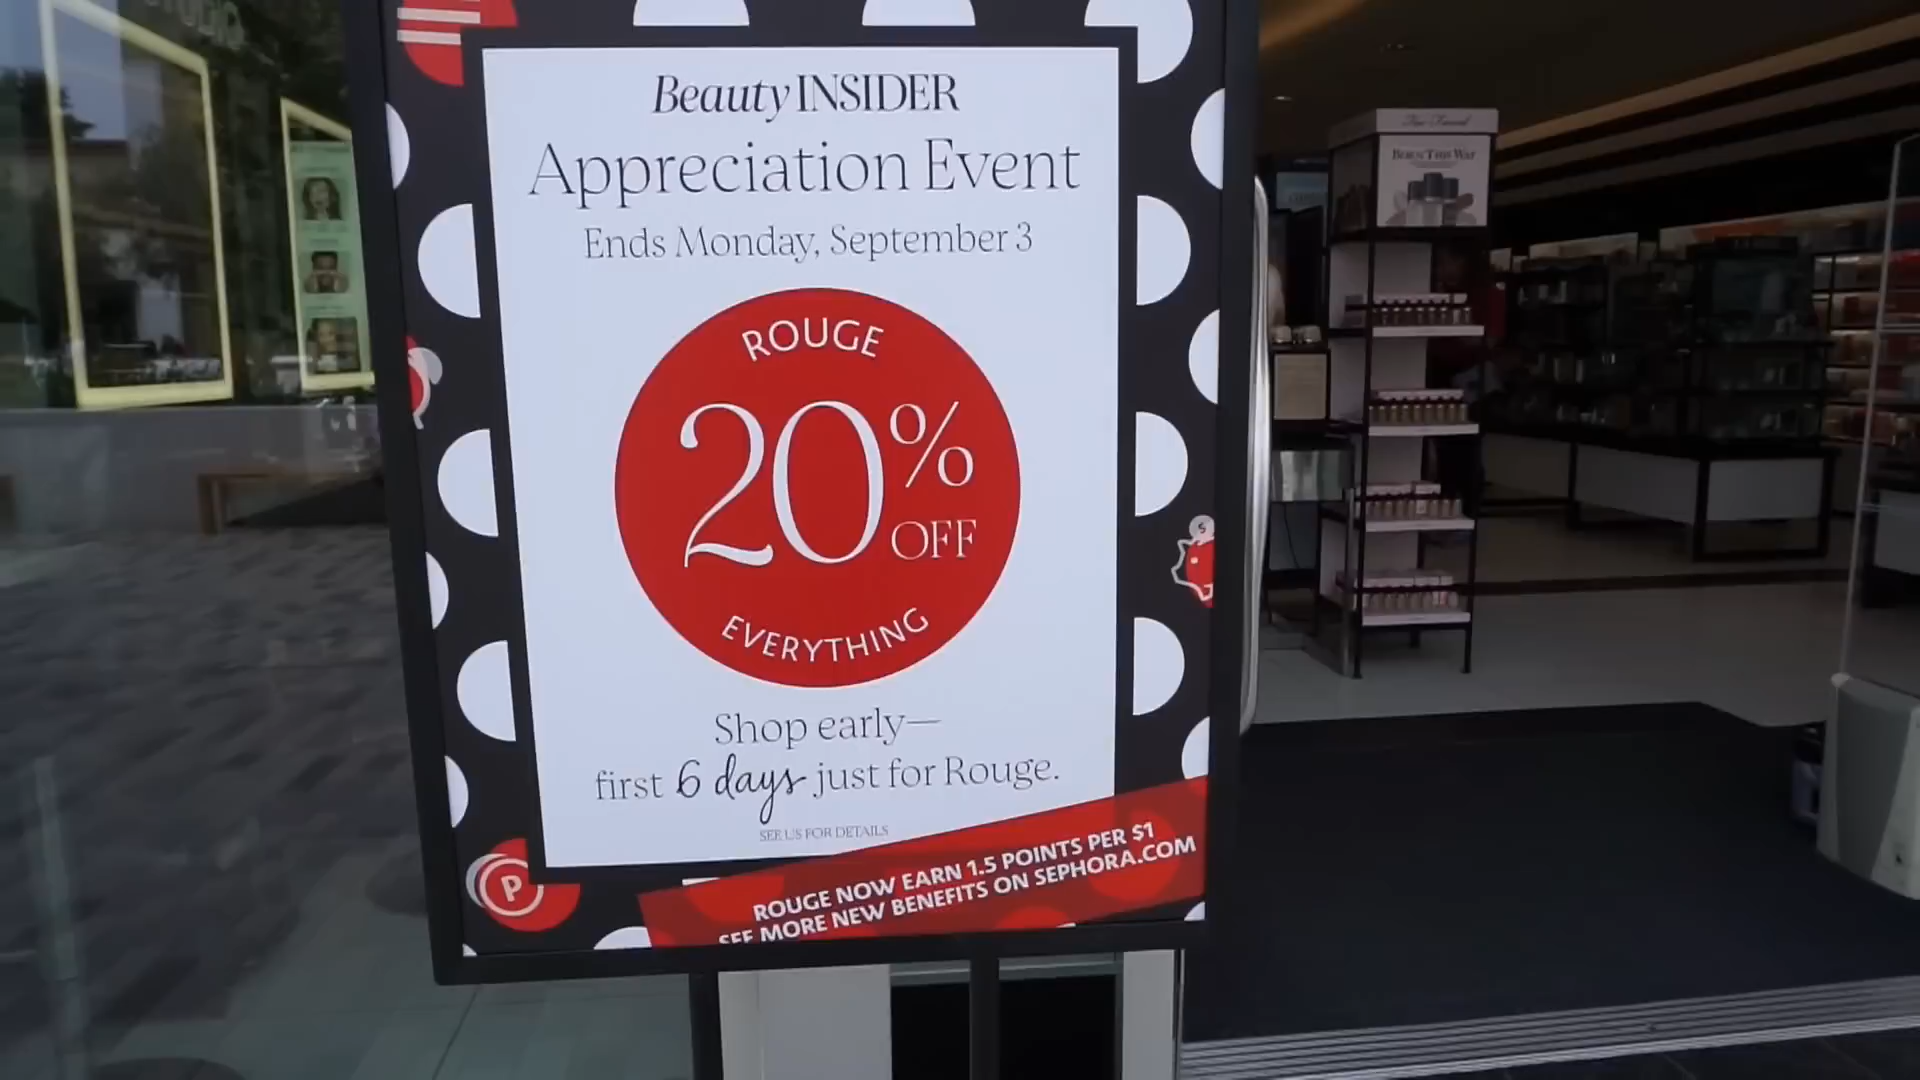 Beauty INSIDER
Appreciation Event
Ends Monday, September 3
ROUGE
20%
OFF
EVERYTHING
Shop early—
first 6 days just for Rouge.
SEE US FOR DETAILS
ROUGE NOW EARN 1.5 POINTS PER $1
SEE MORE NEW BENEFITS ON SEPHORA.COM
P
Too Faced
BORN THIS WAY